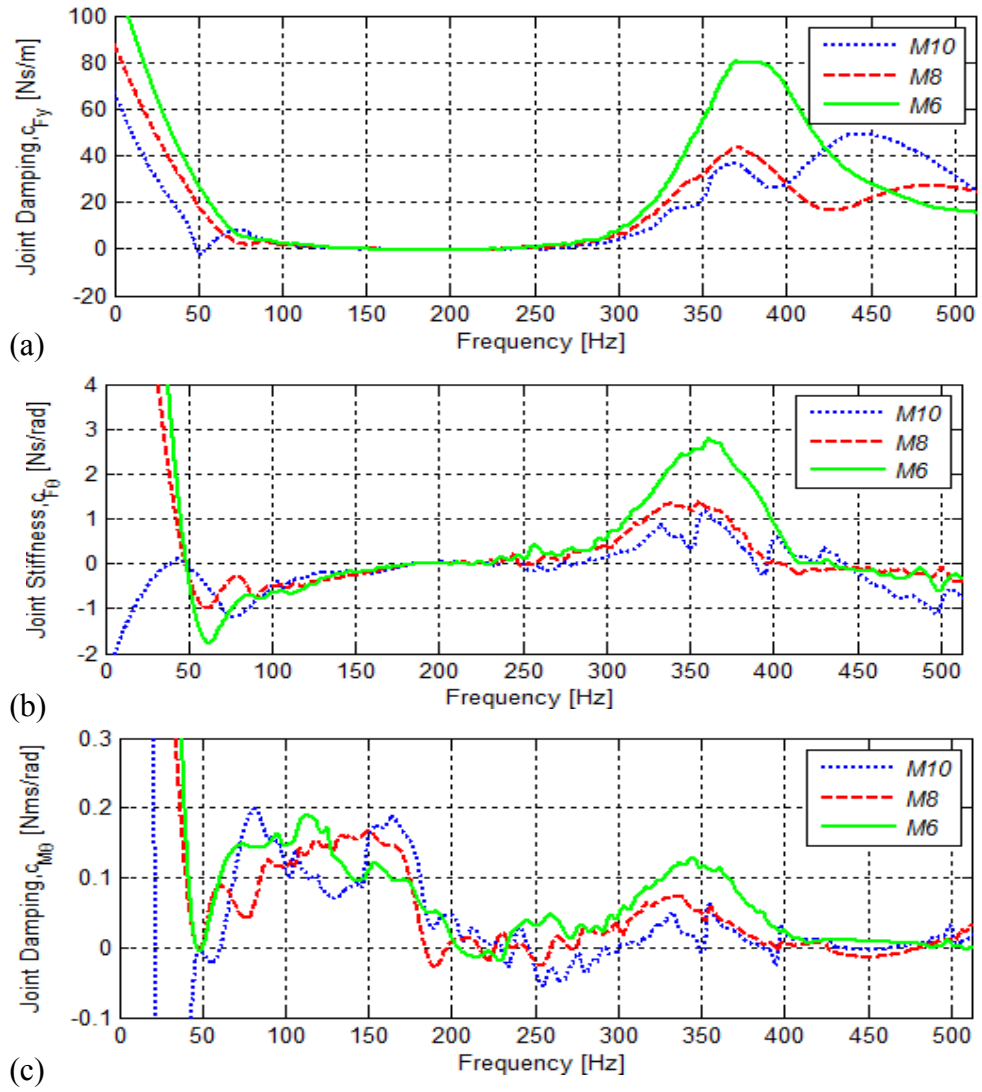 Joint Damping,c_Fy [Ns/m]
100
80
60
40
20
0
-20
0 50 100 150 200 250 300 350 400 450 500
Frequency [Hz]
M10
M8
M6
(a)
Joint Stiffness,c_Fθ [Ns/rad]
4
3
2
1
0
-1
-2
0 50 100 150 200 250 300 350 400 450 500
Frequency [Hz]
M10
M8
M6
(b)
Joint Damping,c_Mθ [Nms/rad]
0.3
0.2
0.1
0
-0.1
0 50 100 150 200 250 300 350 400 450 500
Frequency [Hz]
M10
M8
M6
(c)